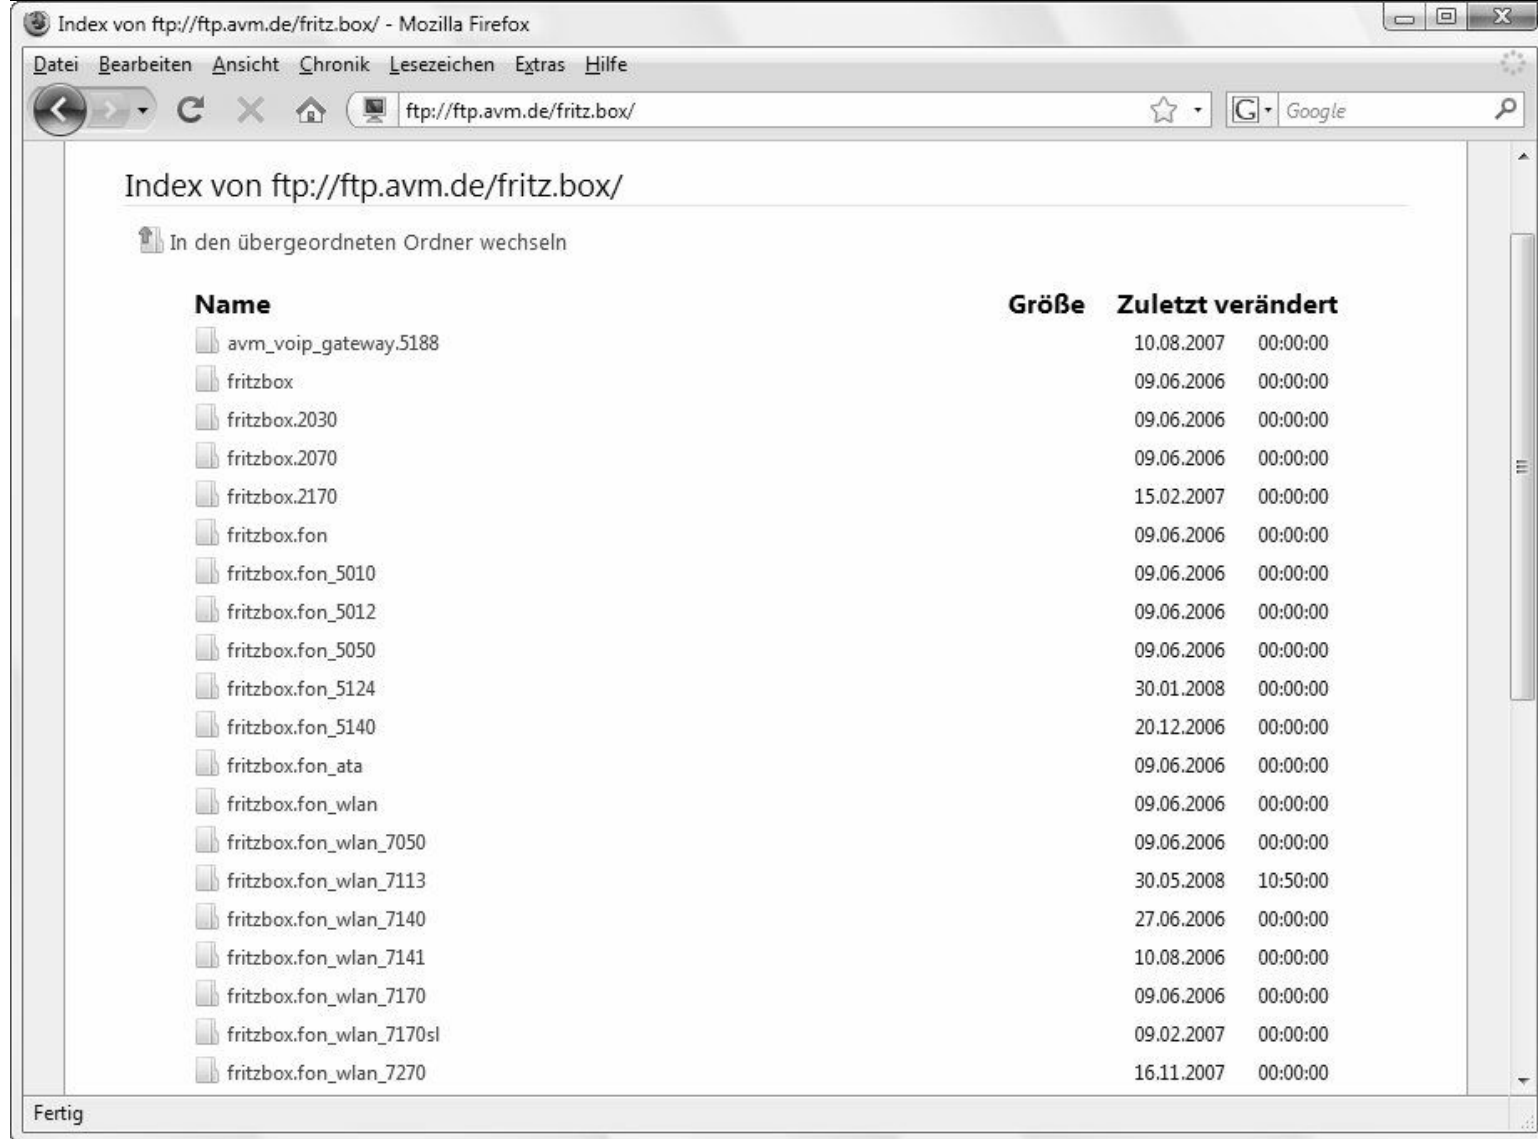 Index von ftp://ftp.avm.de/fritz.box/ - Mozilla Firefox
Datei Bearbeiten Ansicht Chronik Lesezeichen Extras Hilfe
ftp://ftp.avm.de/fritz.box/ G Google
Index von ftp://ftp.avm.de/fritz.box/
In den übergeordneten Ordner wechseln
Name Größe Zuletzt verändert
avm_voip_gateway.5188 10.08.2007 00:00:00
fritzbox 09.06.2006 00:00:00
fritzbox.2030 09.06.2006 00:00:00
fritzbox.2070 09.06.2006 00:00:00
fritzbox.2170 15.02.2007 00:00:00
fritzbox.fon 09.06.2006 00:00:00
fritzbox.fon_5010 09.06.2006 00:00:00
fritzbox.fon_5012 09.06.2006 00:00:00
fritzbox.fon_5050 09.06.2006 00:00:00
fritzbox.fon_5124 30.01.2008 00:00:00
fritzbox.fon_5140 20.12.2006 00:00:00
fritzbox.fon_ata 09.06.2006 00:00:00
fritzbox.fon_wlan 09.06.2006 00:00:00
fritzbox.fon_wlan_7050 09.06.2006 00:00:00
fritzbox.fon_wlan_7113 30.05.2008 10:50:00
fritzbox.fon_wlan_7140 27.06.2006 00:00:00
fritzbox.fon_wlan_7141 10.08.2006 00:00:00
fritzbox.fon_wlan_7170 09.06.2006 00:00:00
fritzbox.fon_wlan_7170sl 09.02.2007 00:00:00
fritzbox.fon_wlan_7270 16.11.2007 00:00:00
Fertig